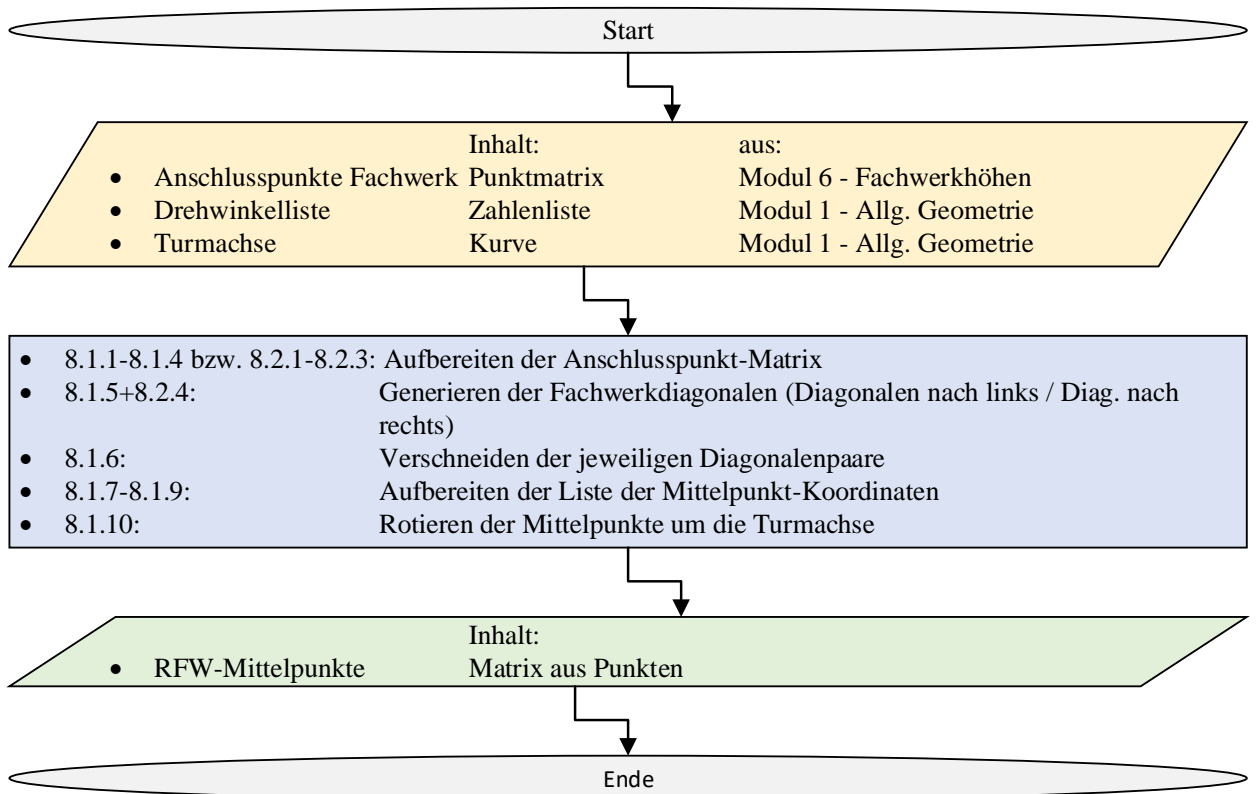 Start
Inhalt: aus:
• Anschlusspunkte Fachwerk Punktmatrix Modul 6 - Fachwerkhöhen
• Drehwinkelliste Zahlenliste Modul 1 - Allg. Geometrie
• Turmachse Kurve Modul 1 - Allg. Geometrie
• 8.1.1-8.1.4 bzw. 8.2.1-8.2.3: Aufbereiten der Anschlusspunkt-Matrix
• 8.1.5+8.2.4: Generieren der Fachwerkdiagonalen (Diagonalen nach links / Diag. nach
rechts)
• 8.1.6: Verschneiden der jeweiligen Diagonalenpaare
• 8.1.7-8.1.9: Aufbereiten der Liste der Mittelpunkt-Koordinaten
• 8.1.10: Rotieren der Mittelpunkte um die Turmachse
Inhalt:
• RFW-Mittelpunkte Matrix aus Punkten
Ende